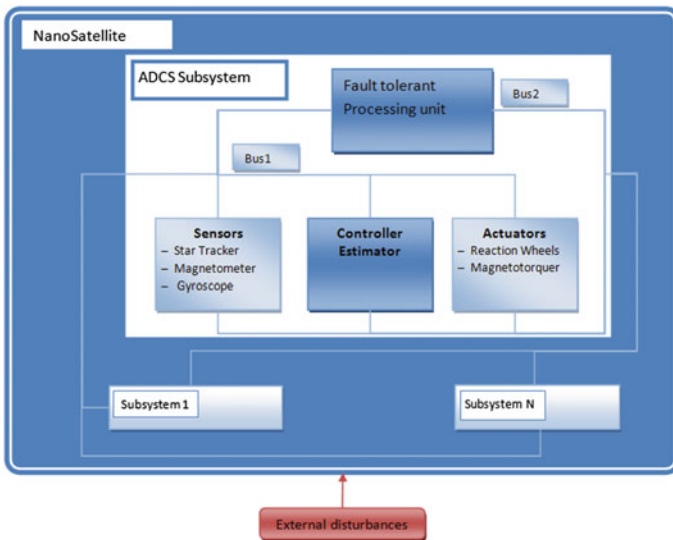 NanoSatellite
ADCS Subsystem
Fault tolerant
Processing unit
Bus2
Bus1
Sensors
– Star Tracker
– Magnetometer
– Gyroscope
Controller
Estimator
Actuators
– Reaction Wheels
– Magnetotorquer
Subsystem 1
Subsystem N
External disturbances